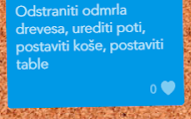 Odstraniti odmrla
drevesa, urediti poti,
postaviti koše, postaviti
table
0